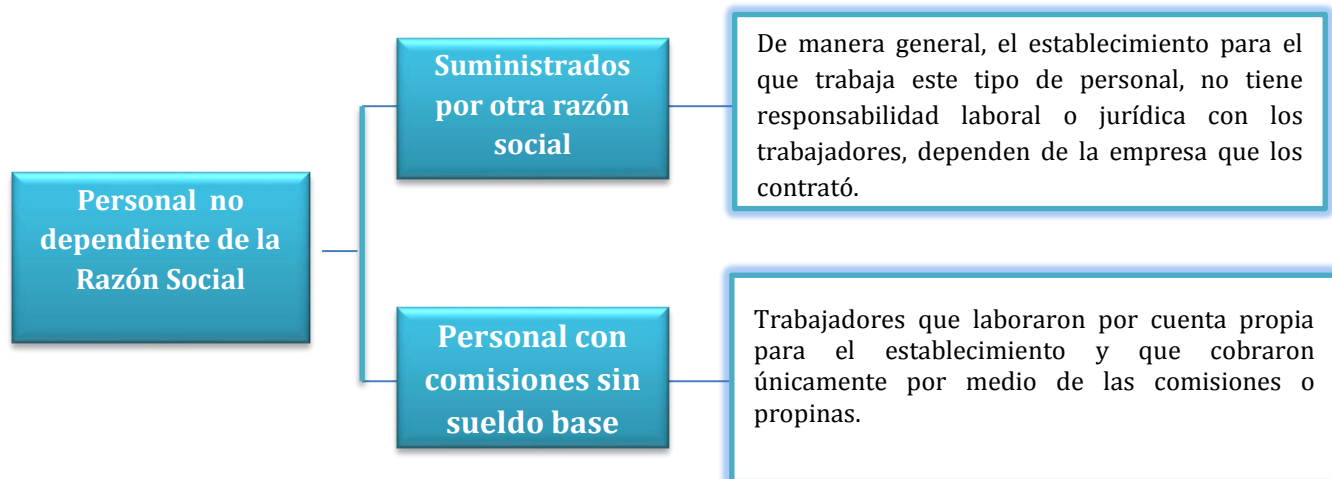 Personal no
dependiente de la
Razón Social
Suministrados
por otra razón
social
De manera general, el establecimiento para el
que trabaja este tipo de personal, no tiene
responsabilidad laboral o jurídica con los
trabajadores, dependen de la empresa que los
contrató.
Personal con
comisiones sin
sueldo base
Trabajadores que laboraron por cuenta propia
para el establecimiento y que cobraron
únicamente por medio de las comisiones o
propinas.